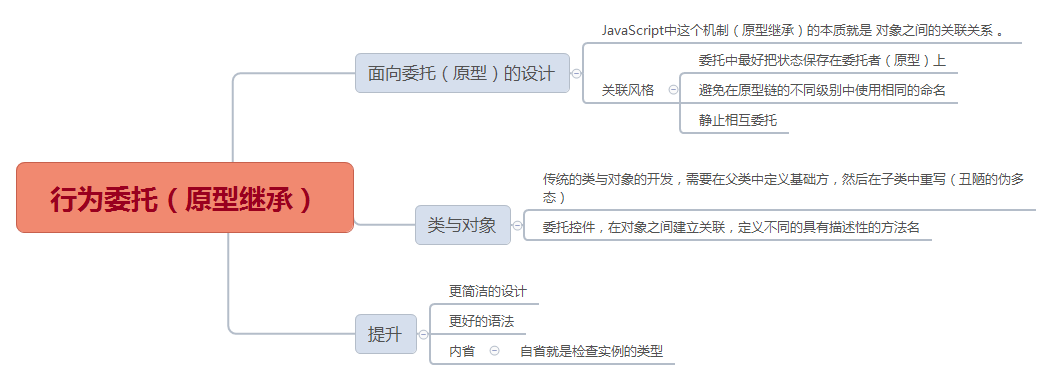 行为委托（原型继承）
面向委托（原型）的设计
JavaScript中这个机制（原型继承）的本质就是 对象之间的关联关系 。
关联风格
委托中最好把状态保存在委托者（原型）上
避免在原型链的不同级别中使用相同的命名
静止相互委托
类与对象
传统的类与对象的开发，需要在父类中定义基础方，然后在子类中重写（丑陋的伪多
态）
委托控件，在对象之间建立关联，定义不同的具有描述性的方法名
提升
更简洁的设计
更好的语法
内省
自省就是检查实例的类型